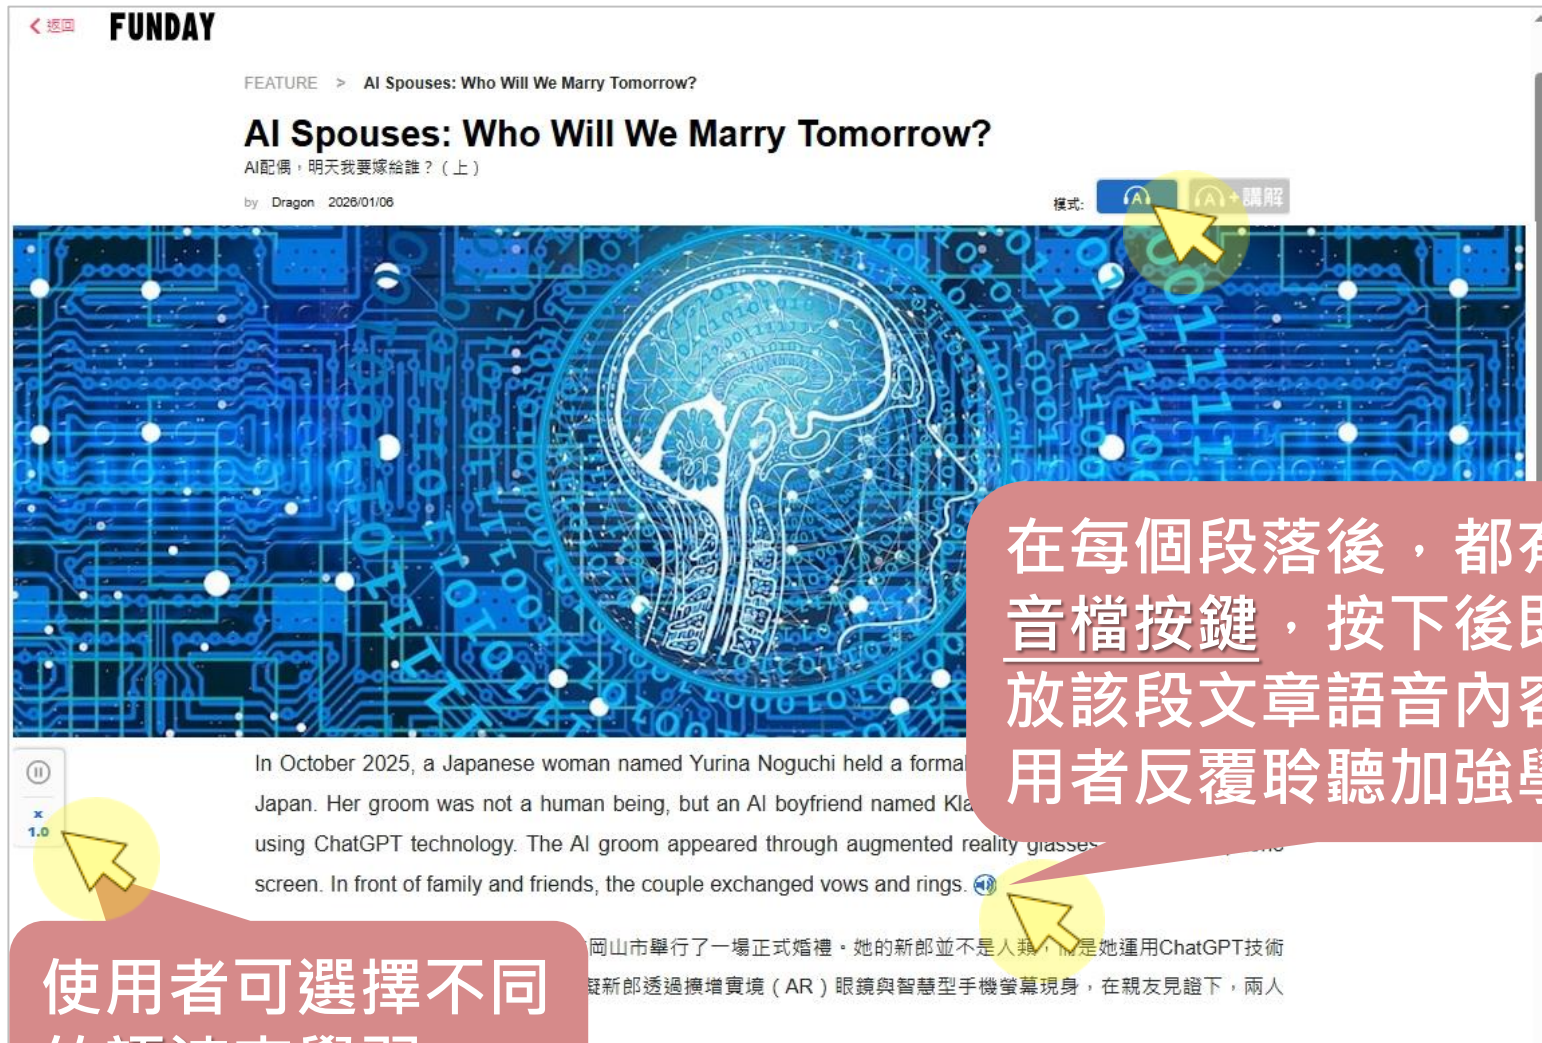 返回
FUNDAY
FEATURE > AI Spouses: Who Will We Marry Tomorrow?
AI Spouses: Who Will We Marry Tomorrow?
AI配偶，明天我要嫁給誰？（上）
by Dragon 2026/01/06
模式: A A+講解
在每個段落後，都有
音檔按鍵，按下後即
放該段文章語音內容
用者反覆聆聽加強學
x
1.0
In October 2025, a Japanese woman named Yurina Noguchi held a formal
Japan. Her groom was not a human being, but an AI boyfriend named Kla
using ChatGPT technology. The AI groom appeared through augmented reality glasses
screen. In front of family and friends, the couple exchanged vows and rings.
岡山市舉行了一場正式婚禮。她的新郎並不是人類，而是她運用ChatGPT技術
擬新郎透過擴增實境（AR）眼鏡與智慧型手機螢幕現身，在親友見證下，兩人
使用者可選擇不同